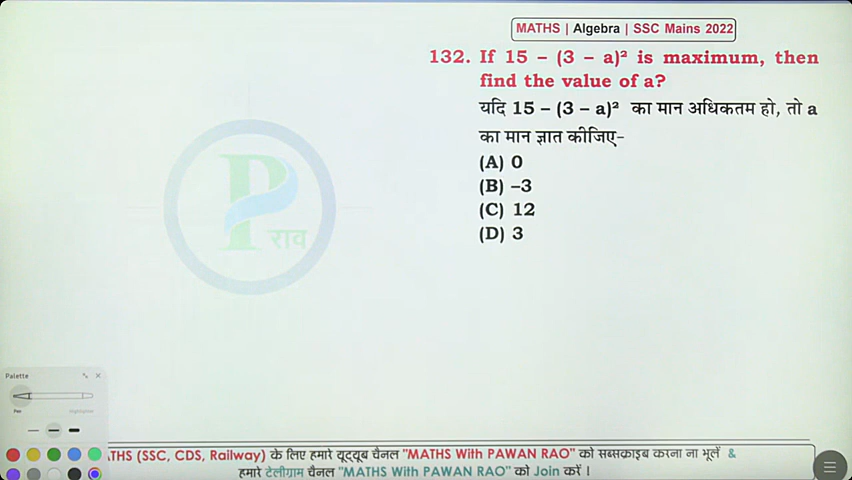 MATHS | Algebra | SSC Mains 2022
132. If 15 – (3 – a)² is maximum, then
find the value of a?
यदि 15 – (3 – a)² का मान अधिकतम हो, तो a
का मान ज्ञात कीजिए–
(A) 0
(B) –3
(C) 12
(D) 3
P
राव
Palette
Pen
Highlighter
THS (SSC, CDS, Railway) के लिए हमारे यूट्यूब चैनल "MATHS With PAWAN RAO" को सब्सक्राइब करना ना भूलें &
हमारे टेलीग्राम चैनल "MATHS With PAWAN RAO" को Join करें !